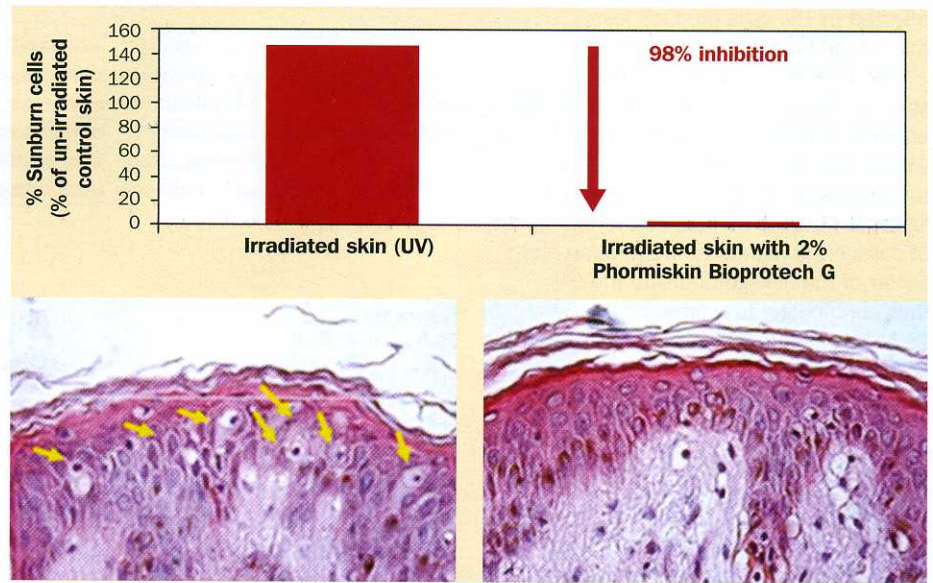 % Sunburn cells
(% of un-irradiated
control skin)
160
140
120
100
80
60
40
20
0
98% inhibition
Irradiated skin (UV)
Irradiated skin with 2%
Phormiskin Bioprotech G